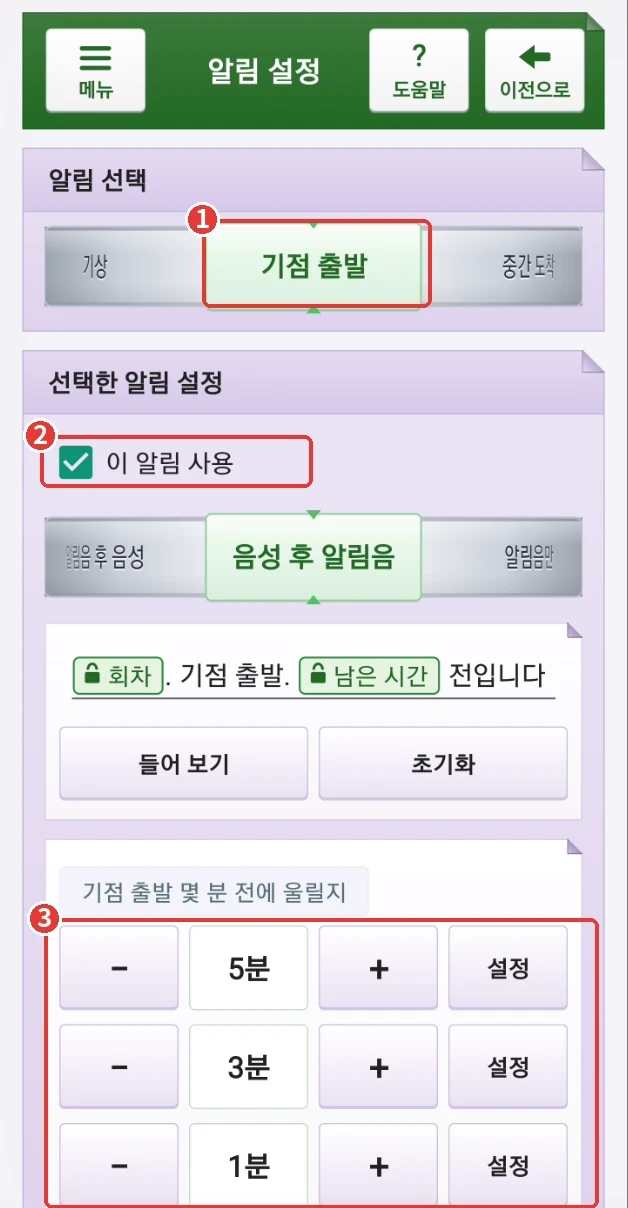 메뉴
알림 설정
?
도움말
이전으로
알림 선택
1
기상
기점 출발
중간 도착
선택한 알림 설정
2
이 알림 사용
알림음 후 음성
음성 후 알림음
알림음만
회차. 기점 출발. 남은 시간 전입니다
들어 보기
초기화
기점 출발 몇 분 전에 울릴지
3
− 5분 + 설정
− 3분 + 설정
− 1분 + 설정